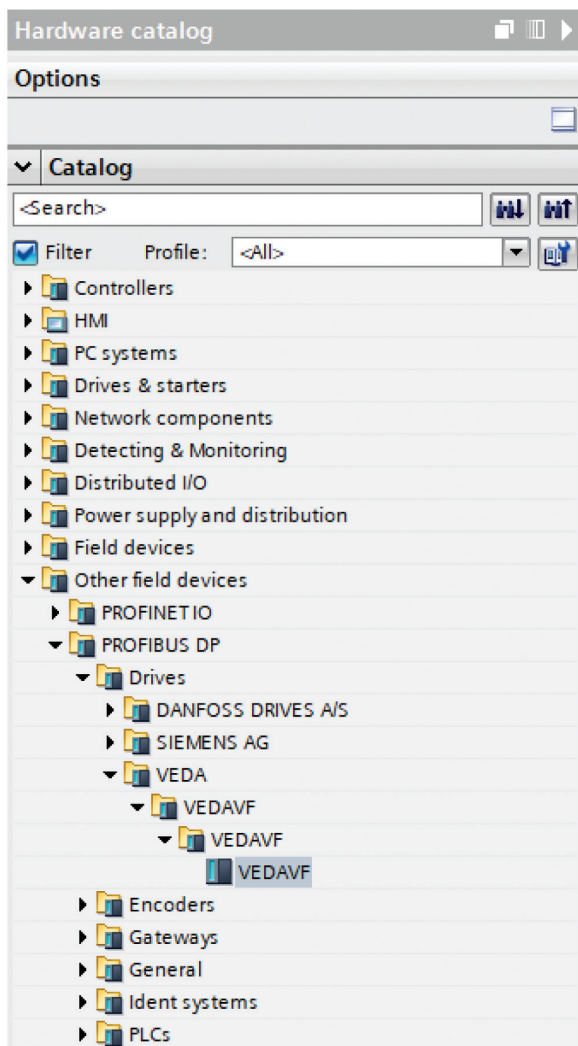 Hardware catalog
Options
Catalog
<Search>
Filter Profile: <All>
Controllers
HMI
PC systems
Drives & starters
Network components
Detecting & Monitoring
Distributed I/O
Power supply and distribution
Field devices
Other field devices
PROFINET IO
PROFIBUS DP
Drives
DANFOSS DRIVES A/S
SIEMENS AG
VEDA
VEDAVF
VEDAVF
VEDAVF
Encoders
Gateways
General
Ident systems
PLCs